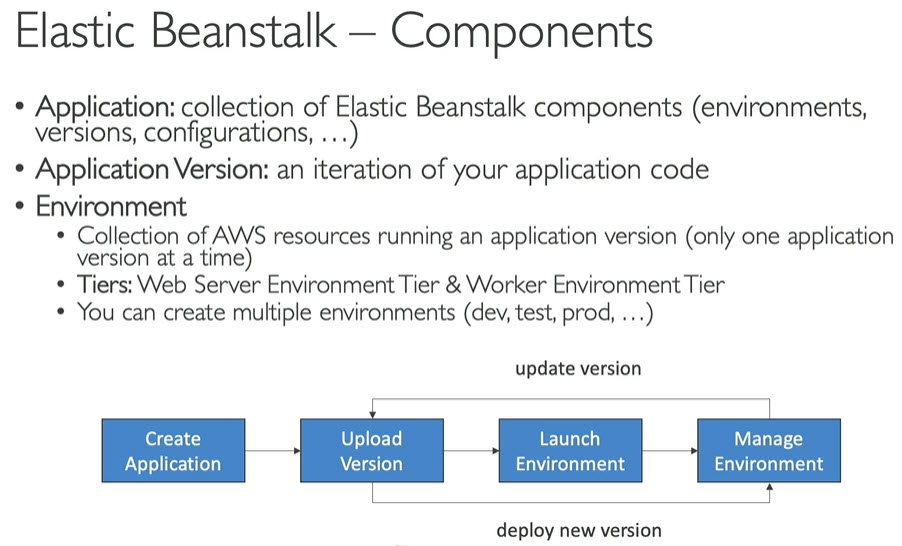 Elastic Beanstalk – Components
• Application: collection of Elastic Beanstalk components (environments,
versions, configurations, …)
• Application Version: an iteration of your application code
• Environment
• Collection of AWS resources running an application version (only one application
version at a time)
• Tiers: Web Server Environment Tier & Worker Environment Tier
• You can create multiple environments (dev, test, prod, …)
update version
Create
Application
Upload
Version
Launch
Environment
Manage
Environment
deploy new version